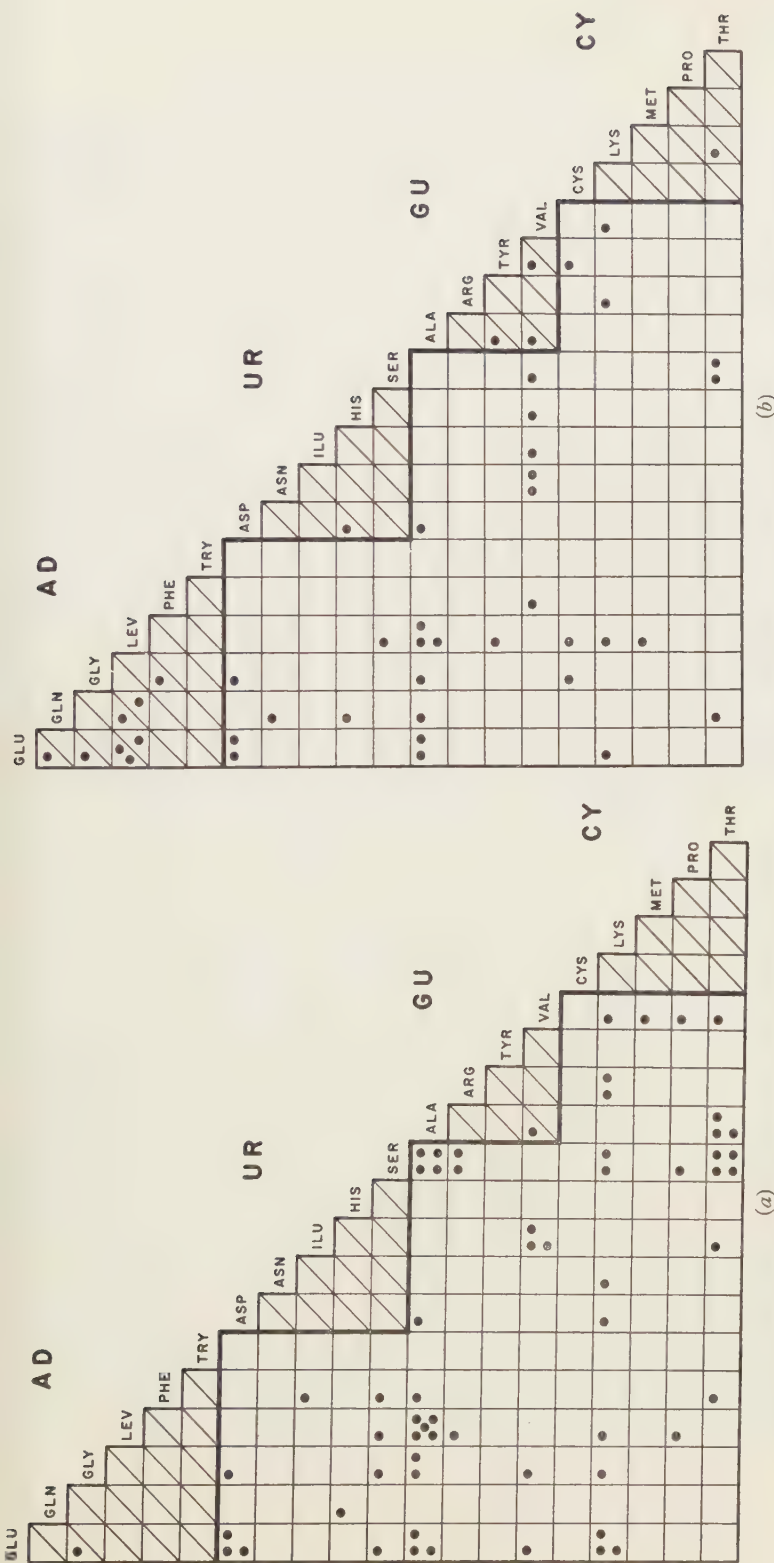 GLU
GLN
GLY
LEV
PHE
TRY
ASP
ASN
ILU
HIS
SER
ALA
ARG
TYR
VAL
CYS
LYS
MET
PRO
THR
AD
UR
GU
CY
(a)
GLU
GLN
GLY
LEV
PHE
TRY
ASP
ASN
ILU
HIS
SER
ALA
ARG
TYR
VAL
CYS
LYS
MET
PRO
THR
AD
UR
GU
CY
(b)